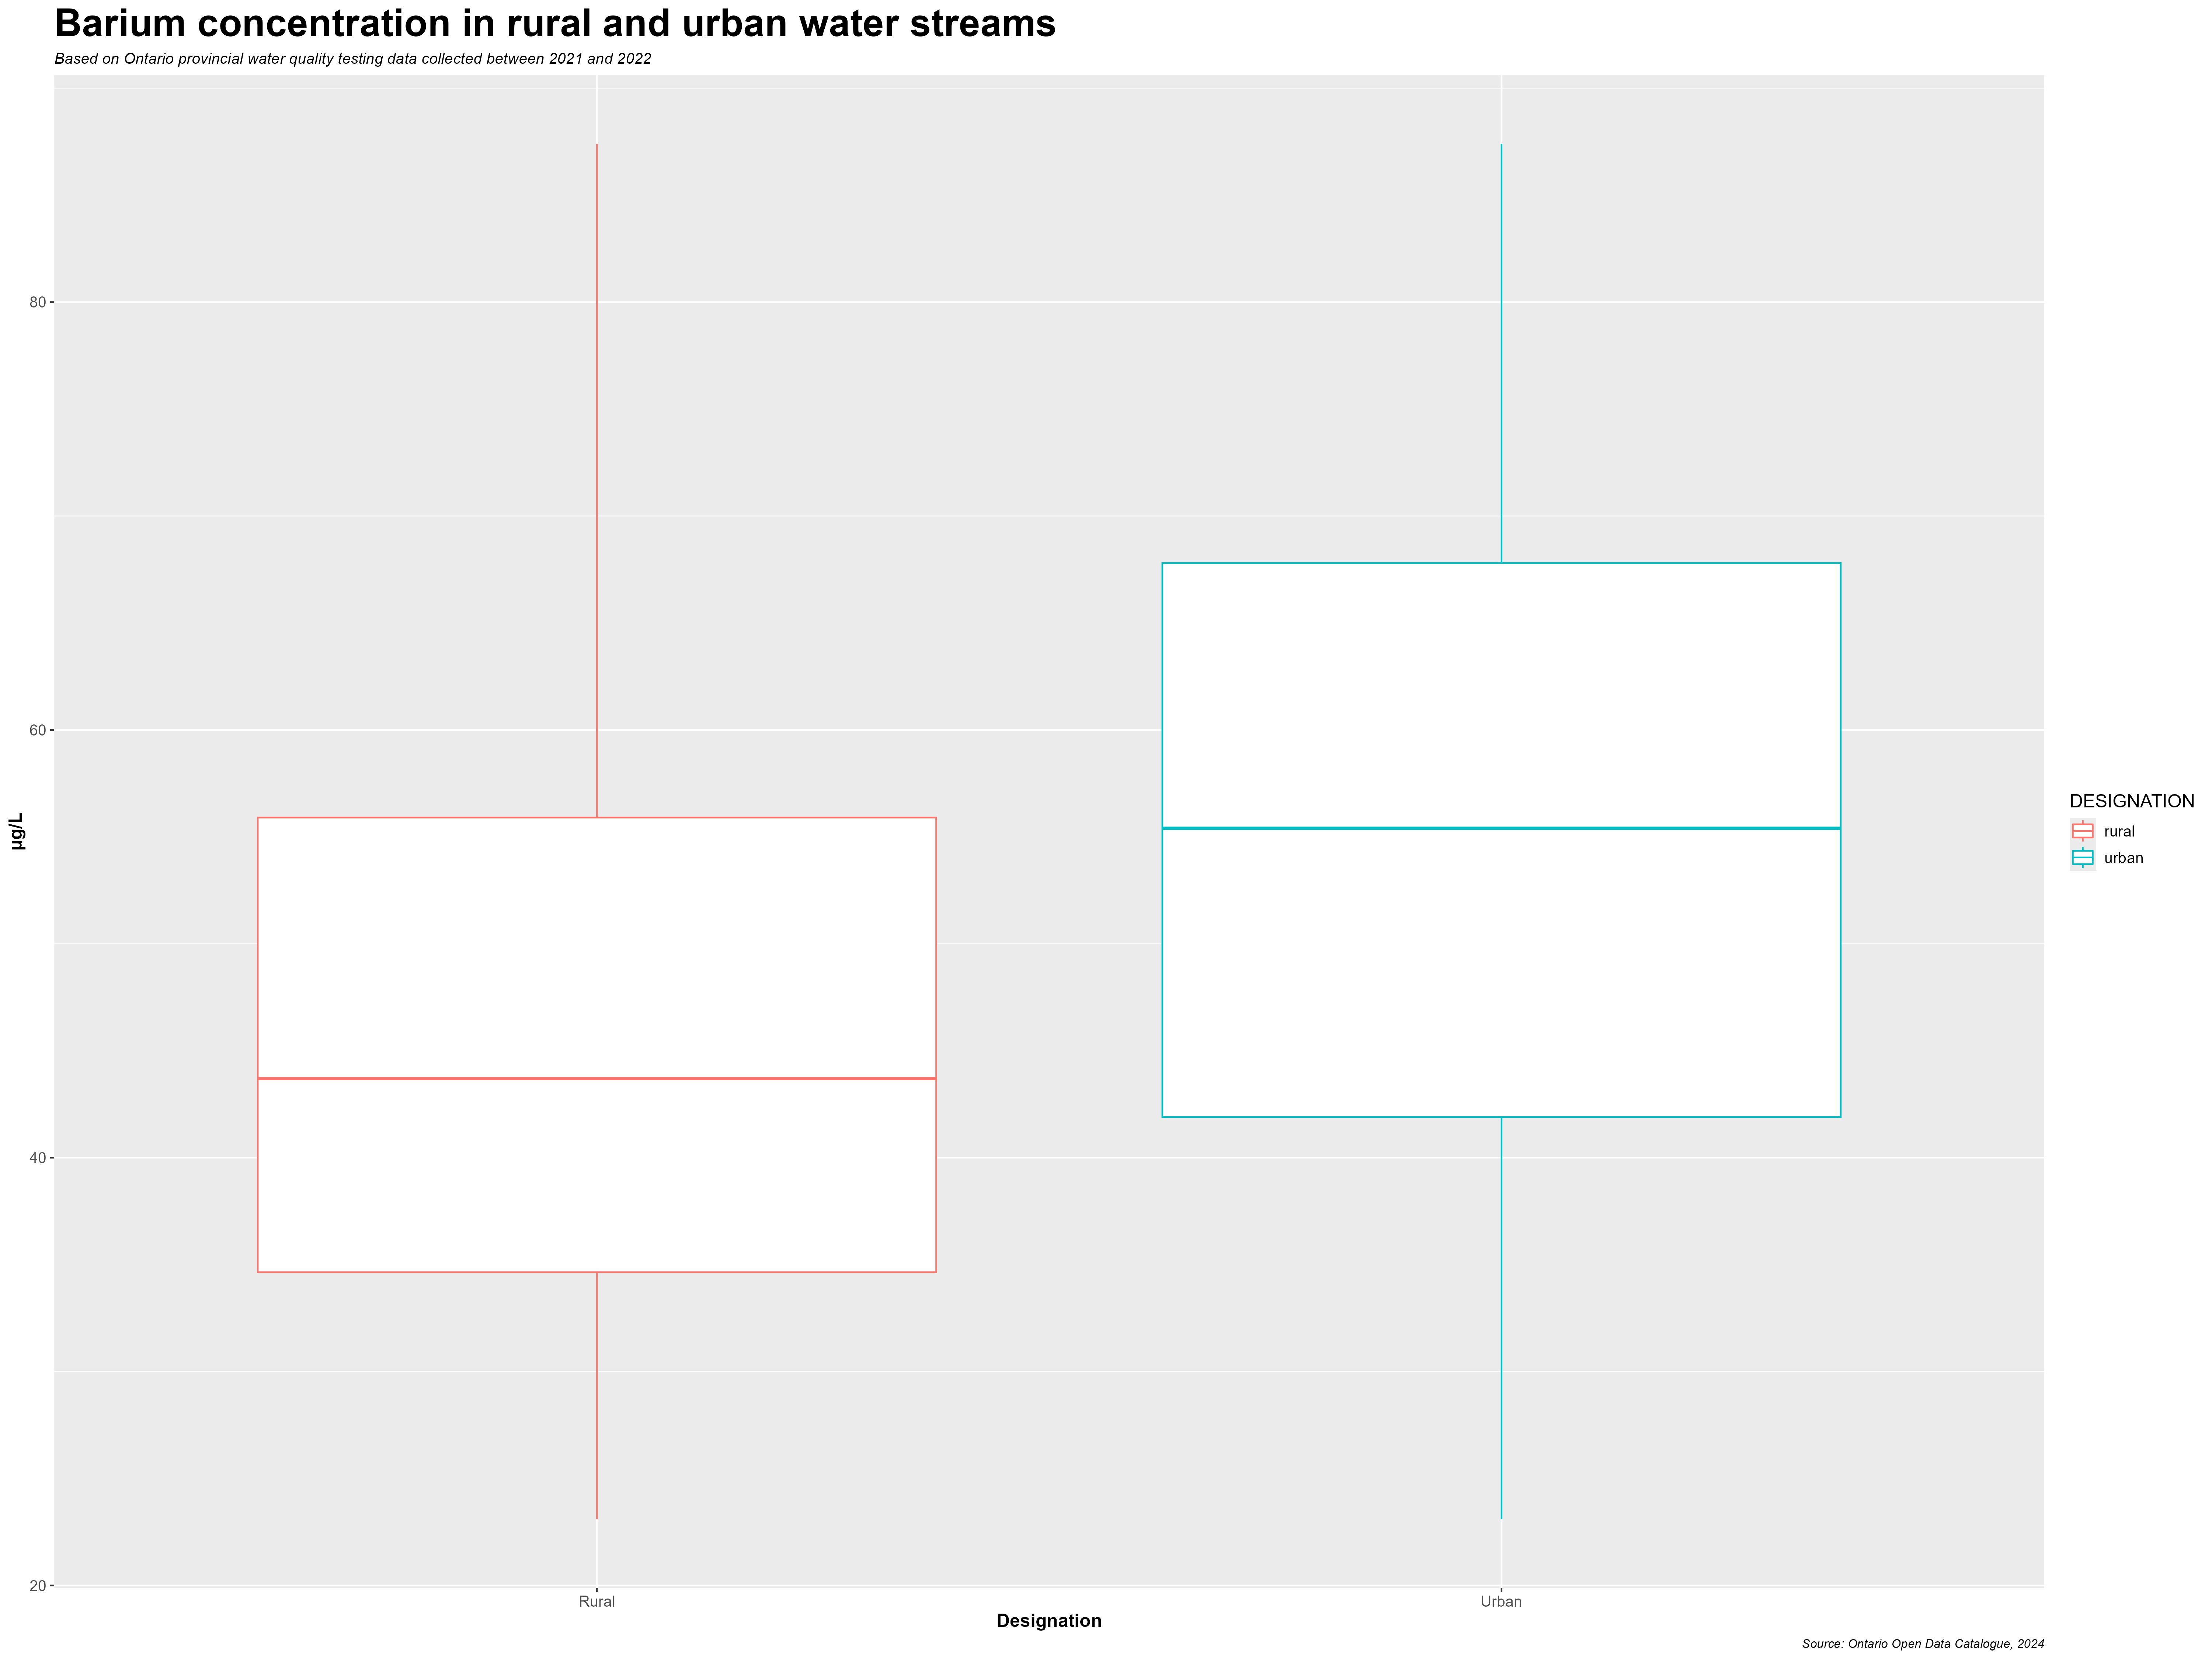 Barium concentration in rural and urban water streams
Based on Ontario provincial water quality testing data collected between 2021 and 2022
80
60
40
20
µg/L
Rural
Urban
Designation
DESIGNATION
rural
urban
Source: Ontario Open Data Catalogue, 2024